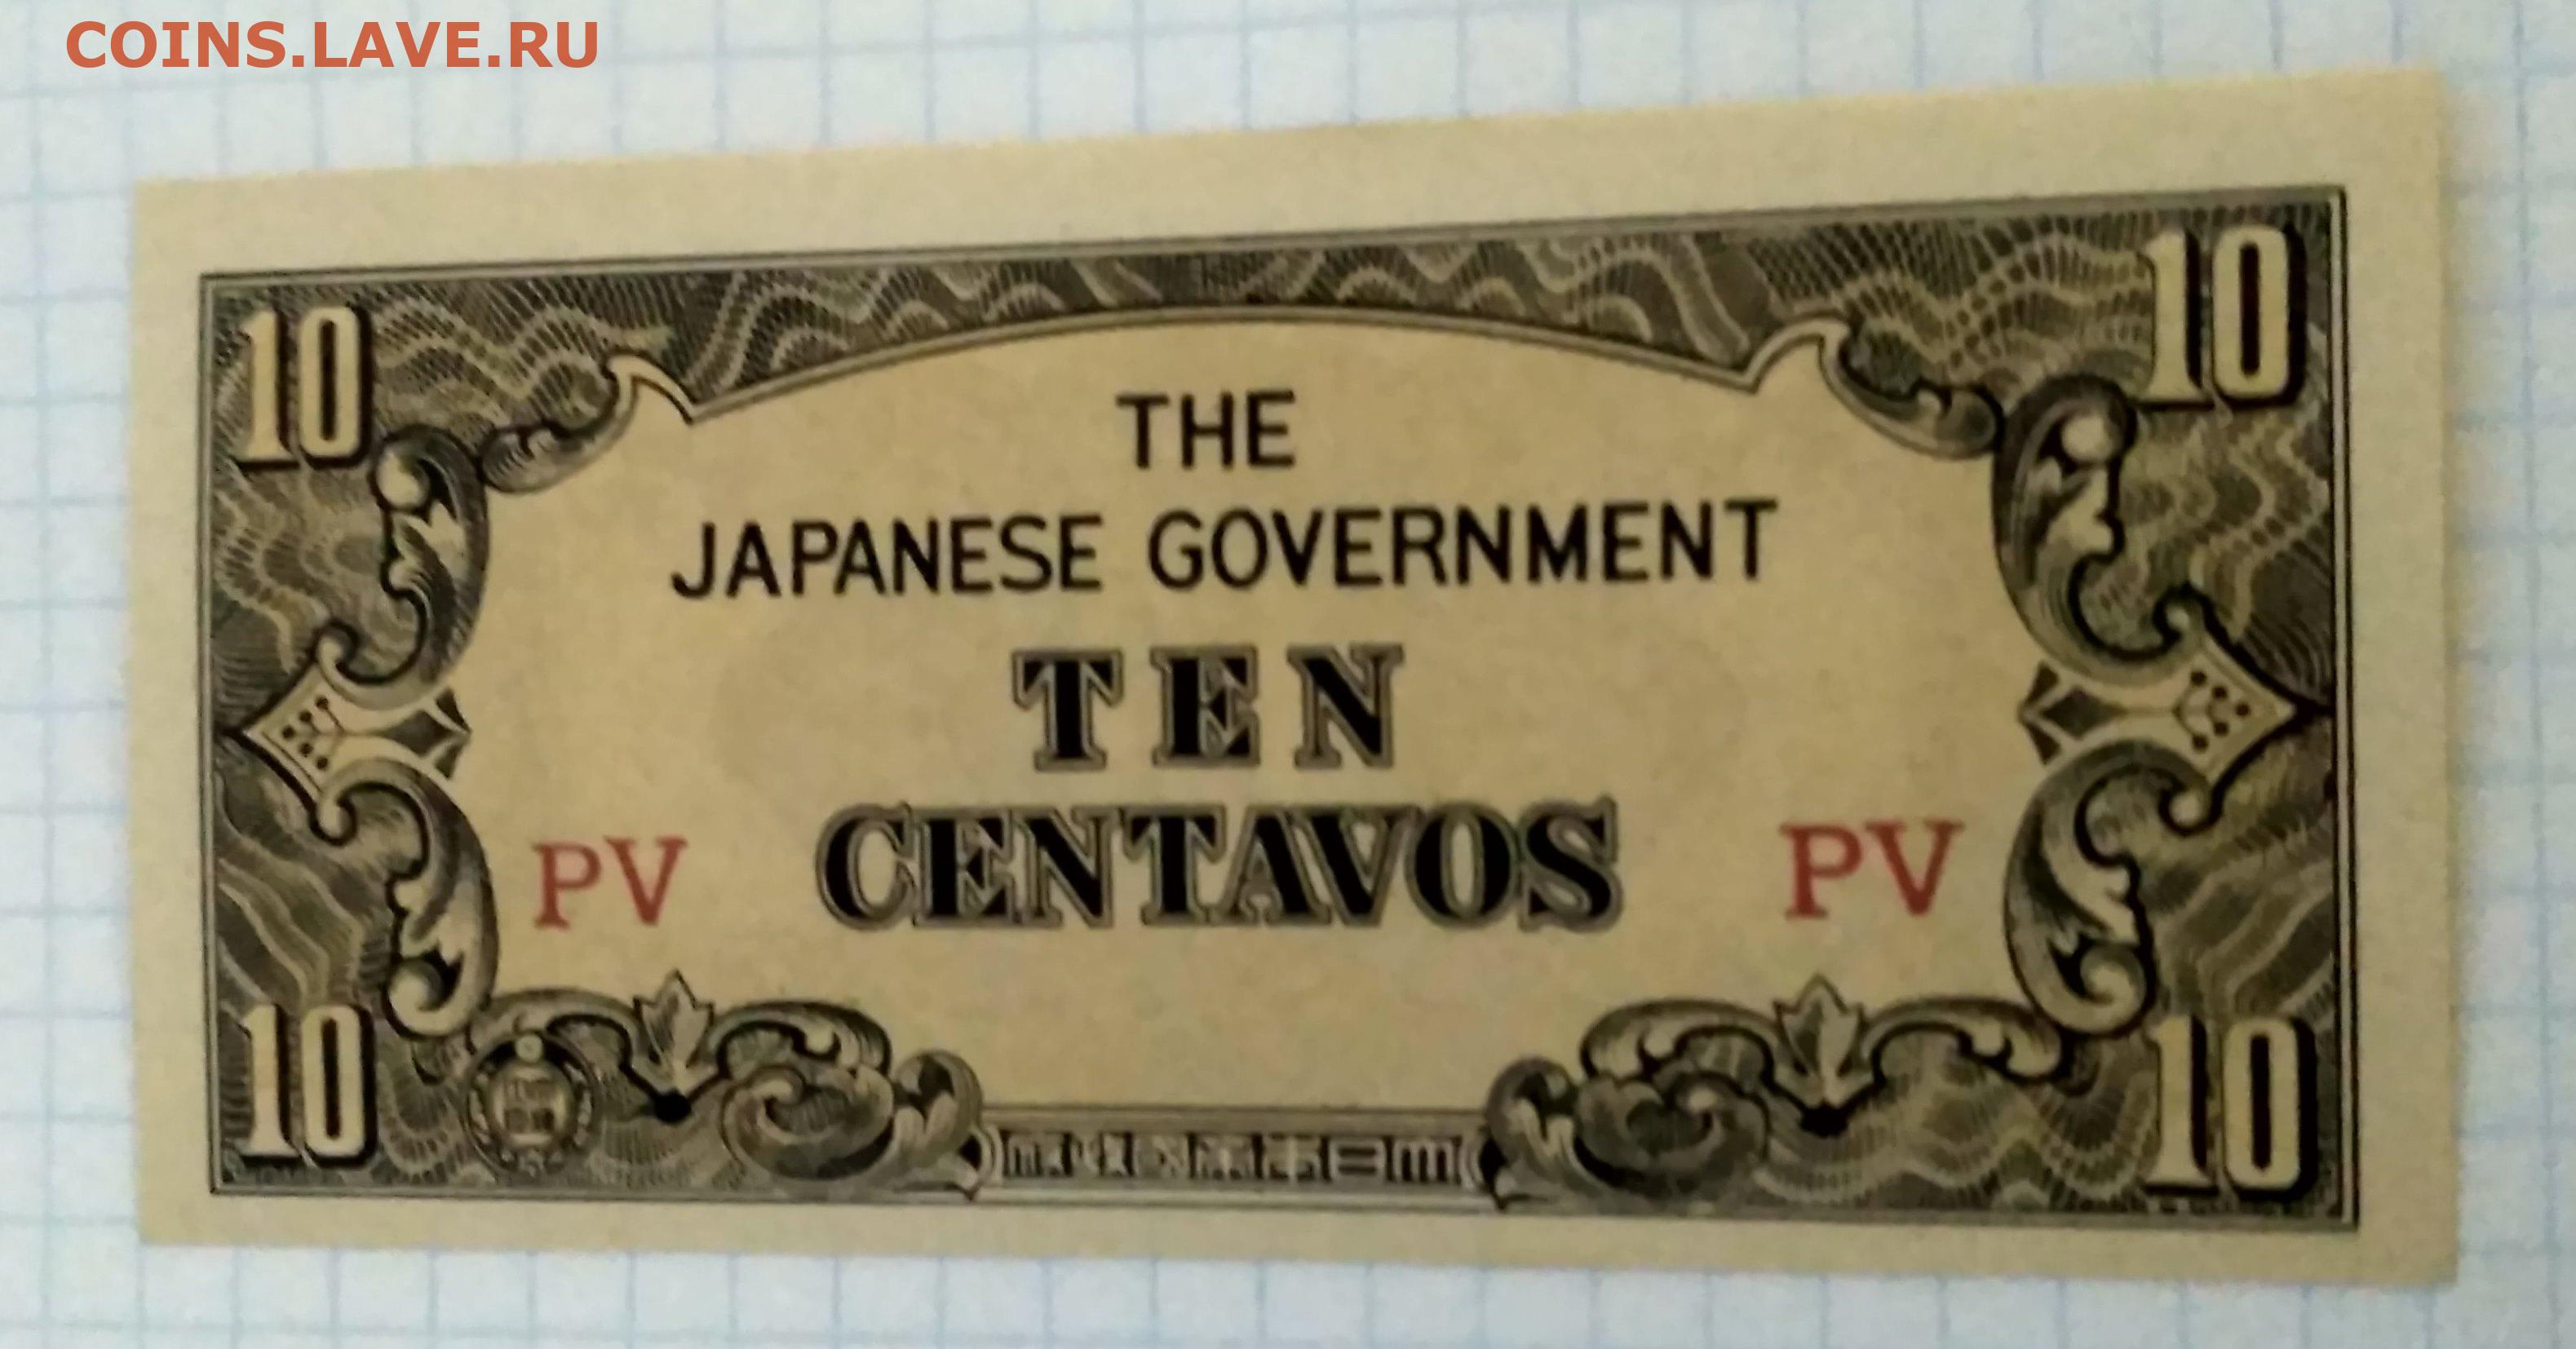 COINS.LAVE.RU
10 10
THE
JAPANESE GOVERNMENT
TEN
PV CENTAVOS PV
10 10